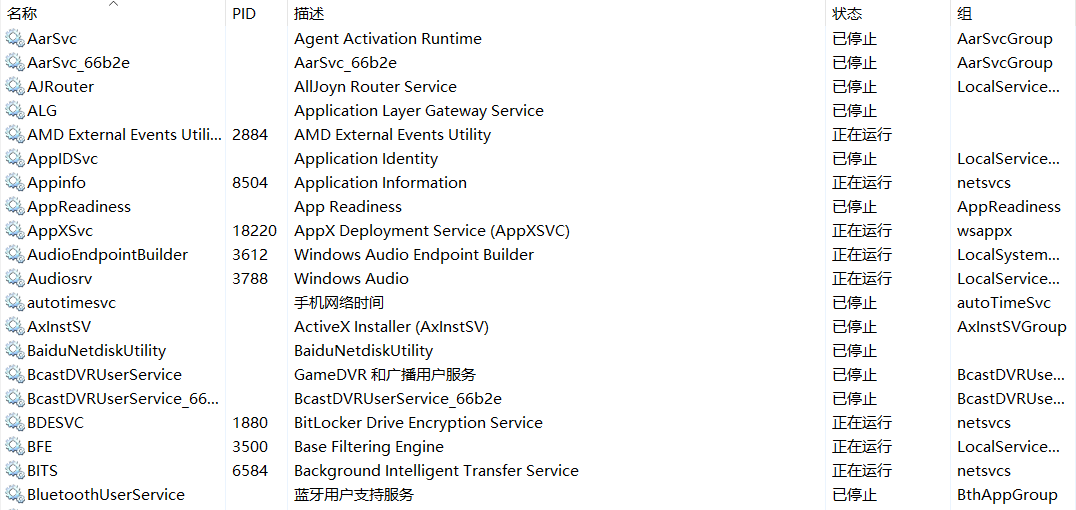 名称 PID 描述 状态 组
AarSvc Agent Activation Runtime 已停止 AarSvcGroup
AarSvc_66b2e AarSvc_66b2e 已停止 AarSvcGroup
AJRouter AllJoyn Router Service 已停止 LocalService...
ALG Application Layer Gateway Service 已停止
AMD External Events Utili... 2884 AMD External Events Utility 正在运行
AppIDSvc Application Identity 已停止 LocalService...
Appinfo 8504 Application Information 正在运行 netsvcs
AppReadiness App Readiness 已停止 AppReadiness
AppXSvc 18220 AppX Deployment Service (AppXSVC) 正在运行 wsappx
AudioEndpointBuilder 3612 Windows Audio Endpoint Builder 正在运行 LocalSystem...
Audiosrv 3788 Windows Audio 正在运行 LocalService...
autotimesvc 手机网络时间 已停止 autoTimeSvc
AxInstSV ActiveX Installer (AxInstSV) 已停止 AxInstSVGroup
BaiduNetdiskUtility BaiduNetdiskUtility 已停止
BcastDVRUserService GameDVR 和广播用户服务 已停止 BcastDVRUse...
BcastDVRUserService_66... BcastDVRUserService_66b2e 已停止 BcastDVRUse...
BDESVC 1880 BitLocker Drive Encryption Service 正在运行 netsvcs
BFE 3500 Base Filtering Engine 正在运行 LocalService...
BITS 6584 Background Intelligent Transfer Service 正在运行 netsvcs
BluetoothUserService 蓝牙用户支持服务 已停止 BthAppGroup